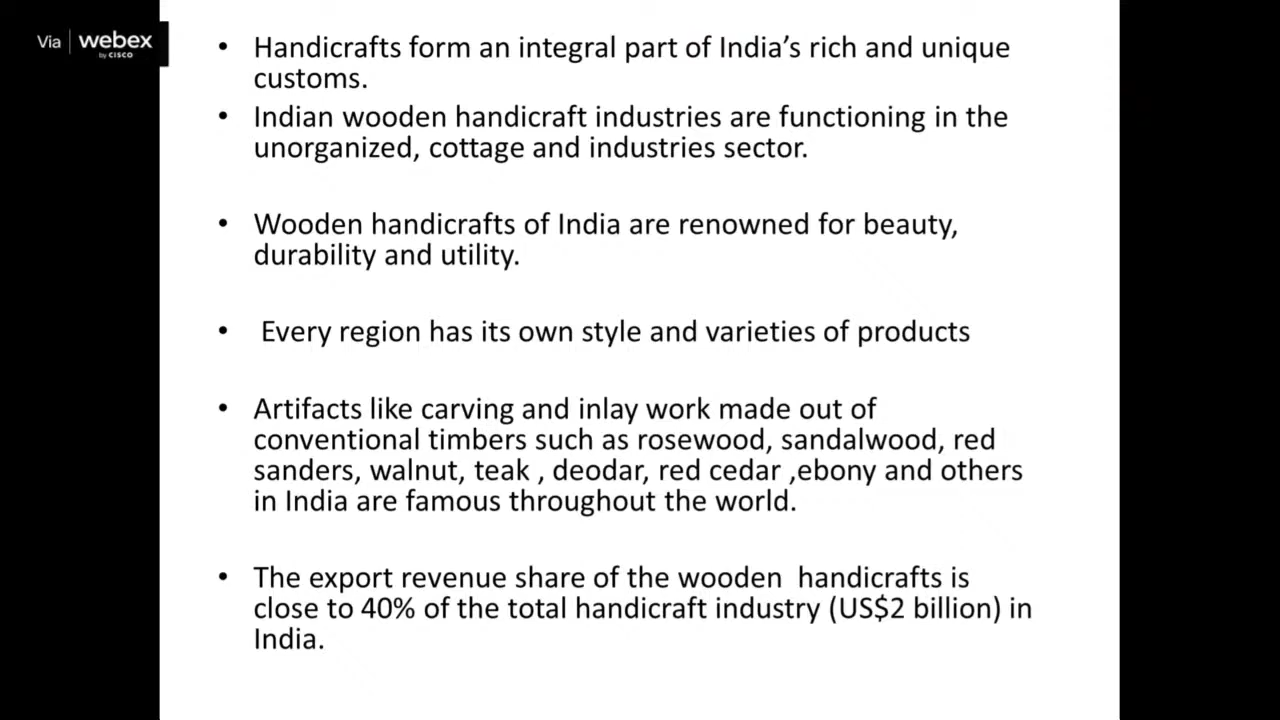 Via webex
by CISCO
• Handicrafts form an integral part of India's rich and unique
customs.
• Indian wooden handicraft industries are functioning in the
unorganized, cottage and industries sector.
• Wooden handicrafts of India are renowned for beauty,
durability and utility.
• Every region has its own style and varieties of products
• Artifacts like carving and inlay work made out of
conventional timbers such as rosewood, sandalwood, red
sanders, walnut, teak , deodar, red cedar ,ebony and others
in India are famous throughout the world.
• The export revenue share of the wooden  handicrafts is
close to 40% of the total handicraft industry (US$2 billion) in
India.